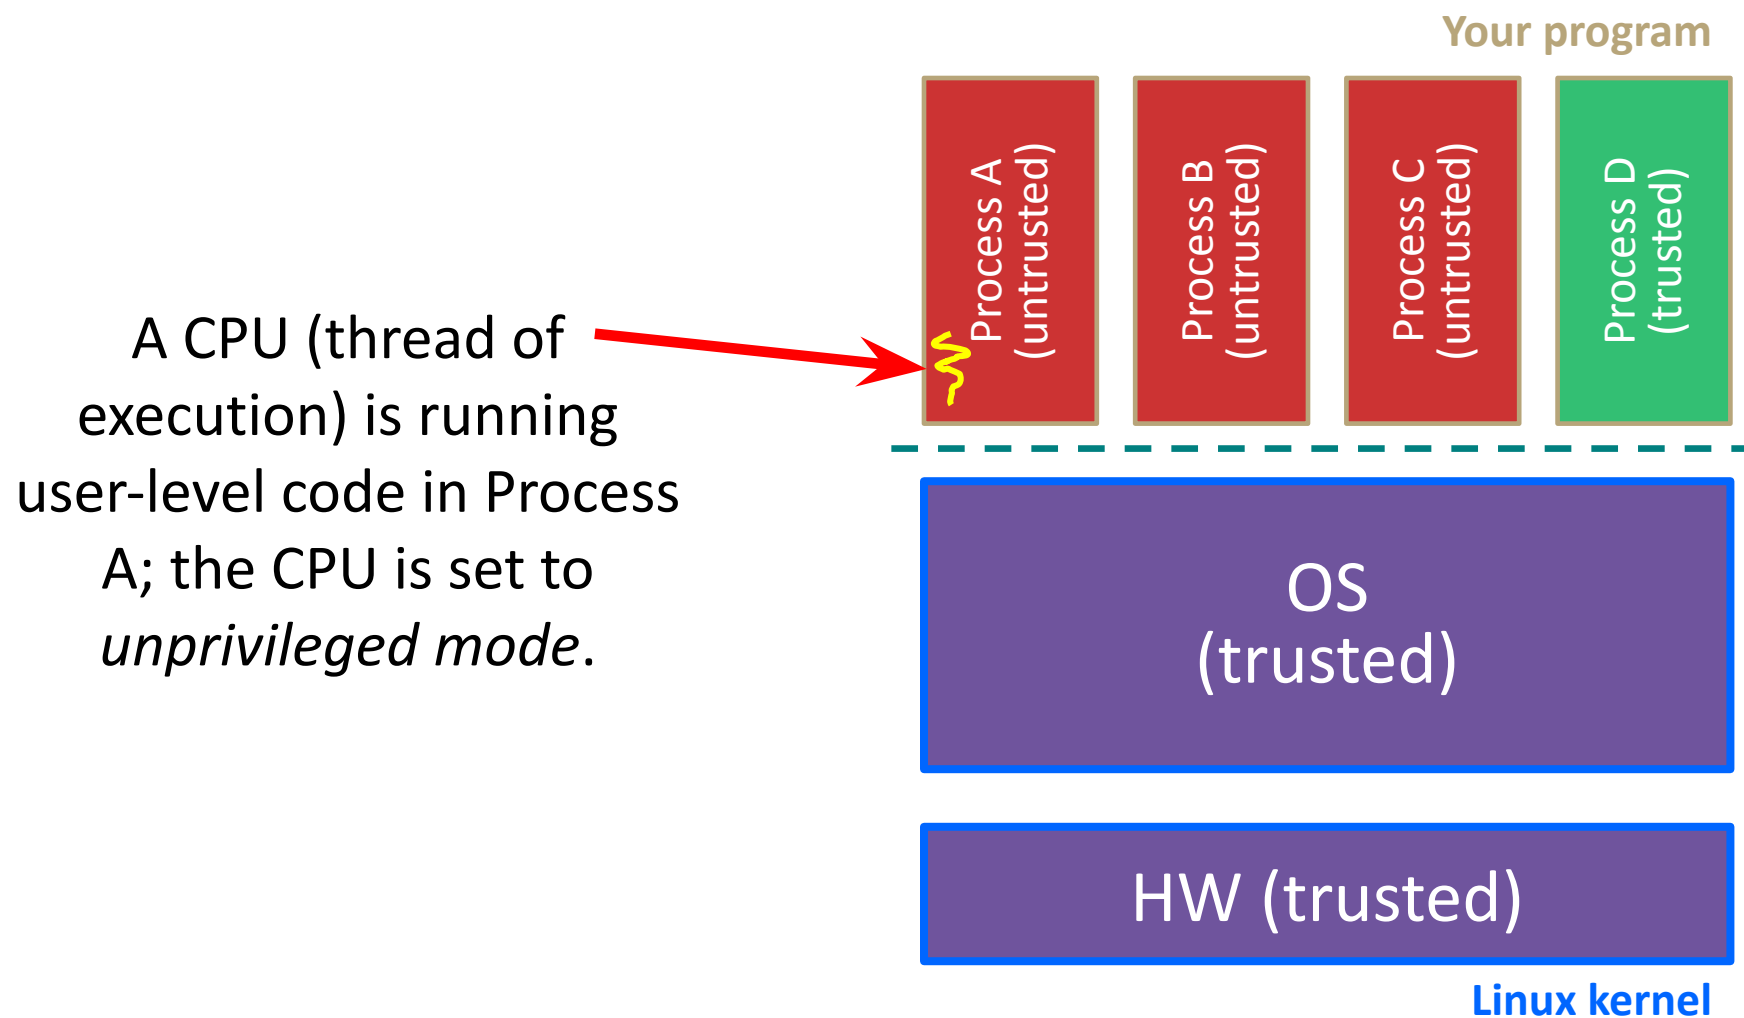 Your program
Process A
(untrusted)
Process B
(untrusted)
Process C
(untrusted)
Process D
(trusted)
A CPU (thread of
execution) is running
user-level code in Process
A; the CPU is set to
unprivileged mode.
OS
(trusted)
HW (trusted)
Linux kernel